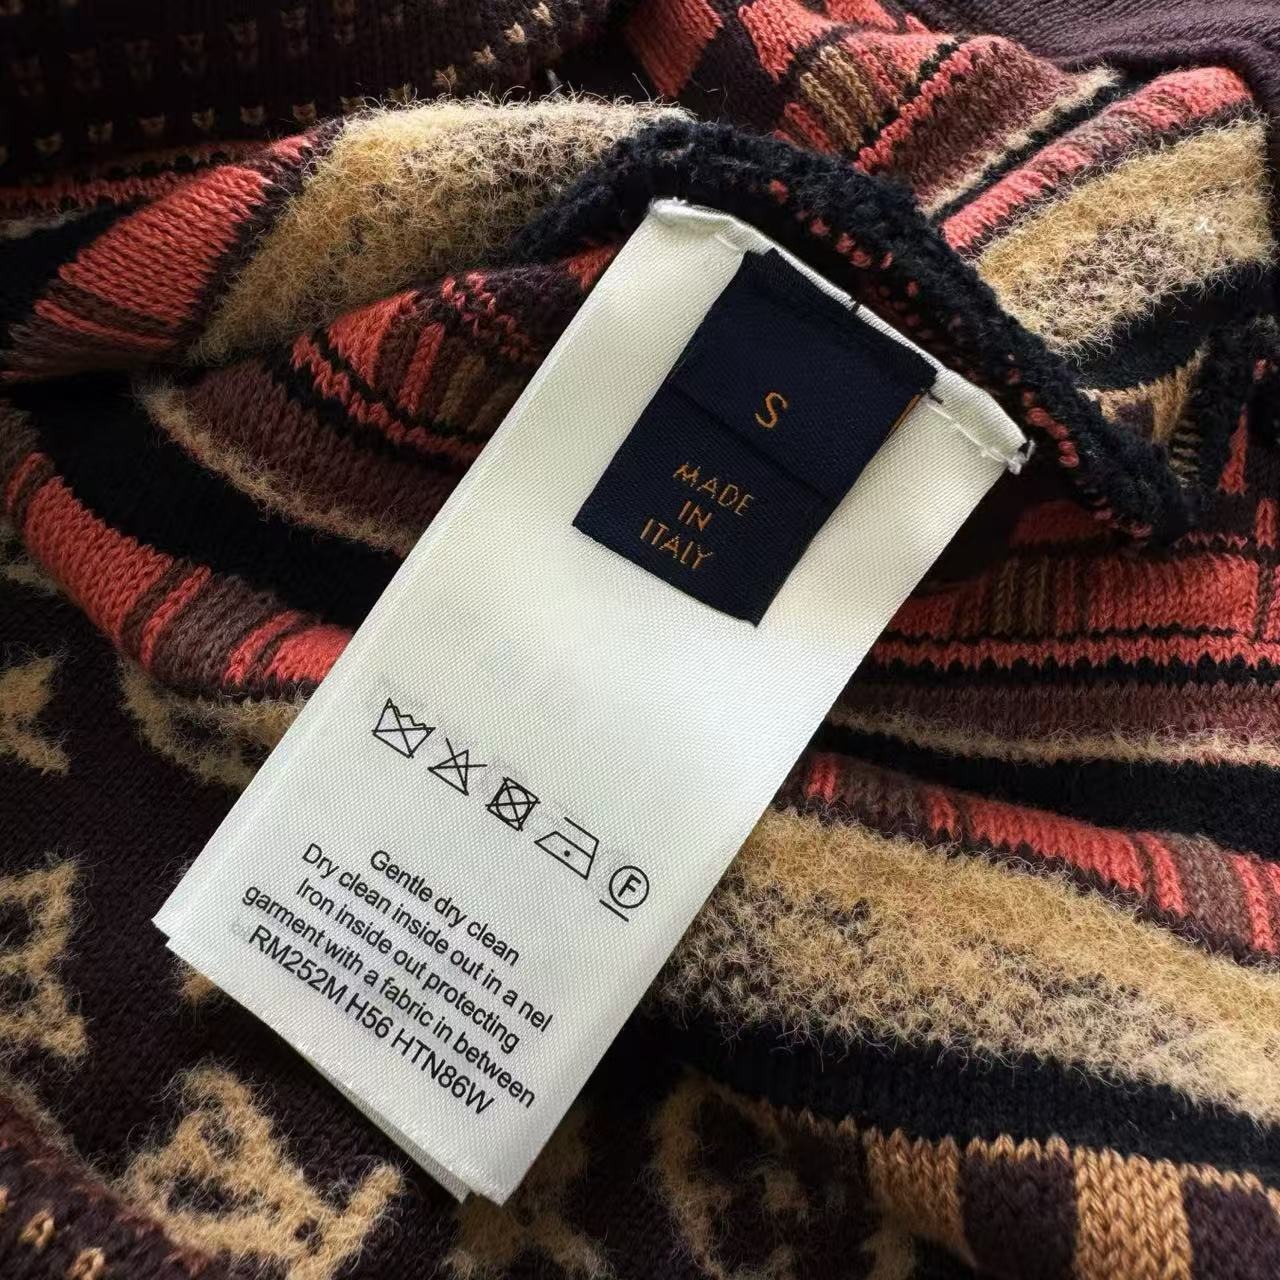 S
MADE
IN
ITALY
F
Gentle dry clean
Dry clean inside out in a nel
Iron inside out protecting
garment with a fabric in between
RM252M H56 HTN86W